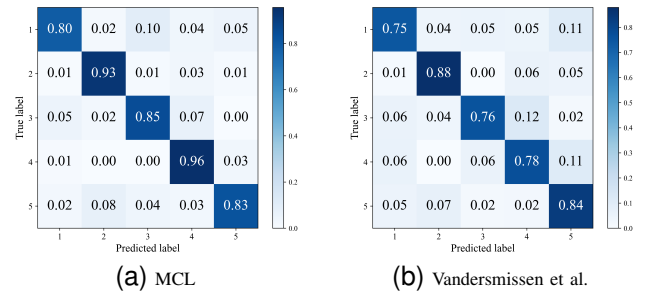 True label
1 0.80 0.02 0.10 0.04 0.05
2 0.01 0.93 0.01 0.03 0.01
3 0.05 0.02 0.85 0.07 0.00
4 0.01 0.00 0.00 0.96 0.03
5 0.02 0.08 0.04 0.03 0.83
1 2 3 4 5
Predicted label
0.8
0.6
0.4
0.2
0.0
(a) MCL
True label
1 0.75 0.04 0.05 0.05 0.11
2 0.01 0.88 0.00 0.06 0.05
3 0.06 0.04 0.76 0.12 0.02
4 0.06 0.00 0.06 0.78 0.11
5 0.05 0.07 0.02 0.02 0.84
1 2 3 4 5
Predicted label
0.8
0.7
0.6
0.5
0.4
0.3
0.2
0.1
0.0
(b) Vandersmissen et al.